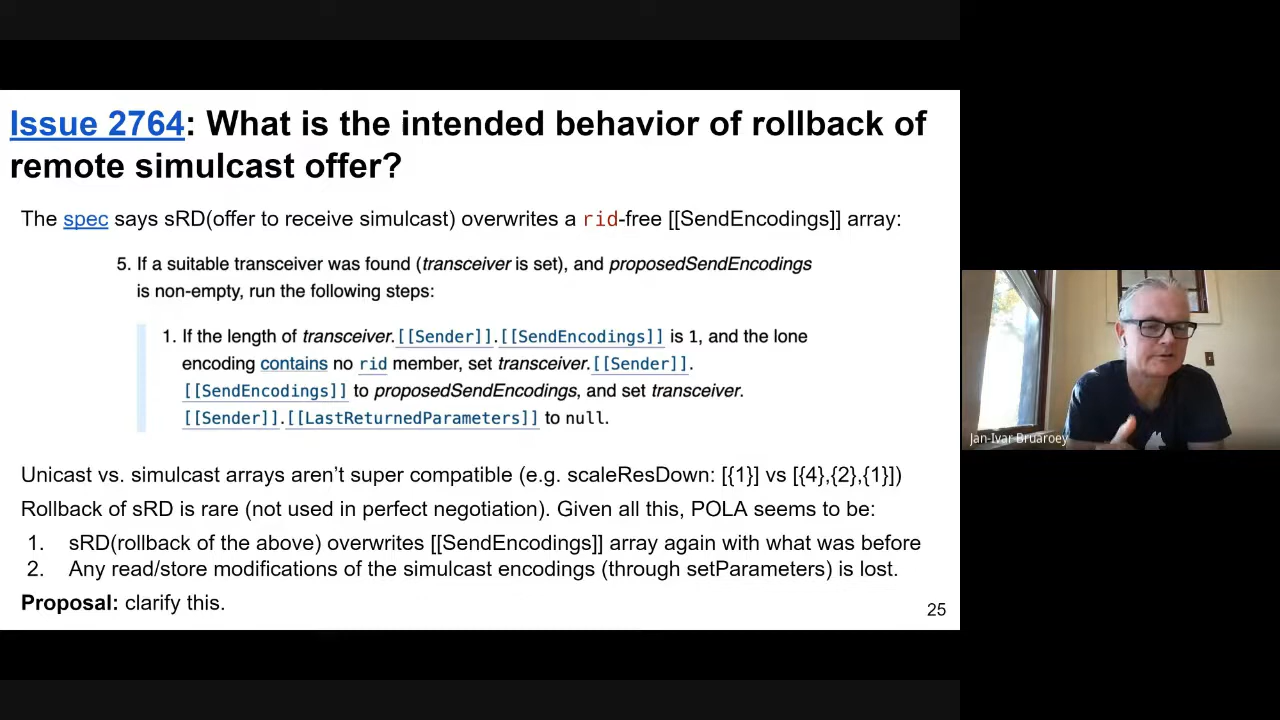 Issue 2764: What is the intended behavior of rollback of
remote simulcast offer?
The spec says sRD(offer to receive simulcast) overwrites a rid-free [[SendEncodings]] array:
5. If a suitable transceiver was found (transceiver is set), and proposedSendEncodings
is non-empty, run the following steps:
1. If the length of transceiver.[[Sender]].[[SendEncodings]] is 1, and the lone
encoding contains no rid member, set transceiver.[[Sender]].
[[SendEncodings]] to proposedSendEncodings, and set transceiver.
[[Sender]].[[LastReturnedParameters]] to null.
Unicast vs. simulcast arrays aren’t super compatible (e.g. scaleResDown: [{1}] vs [{4},{2},{1}])
Rollback of sRD is rare (not used in perfect negotiation). Given all this, POLA seems to be:
1. sRD(rollback of the above) overwrites [[SendEncodings]] array again with what was before
2. Any read/store modifications of the simulcast encodings (through setParameters) is lost.
Proposal: clarify this.
25
Jan-Ivar Bruaroey